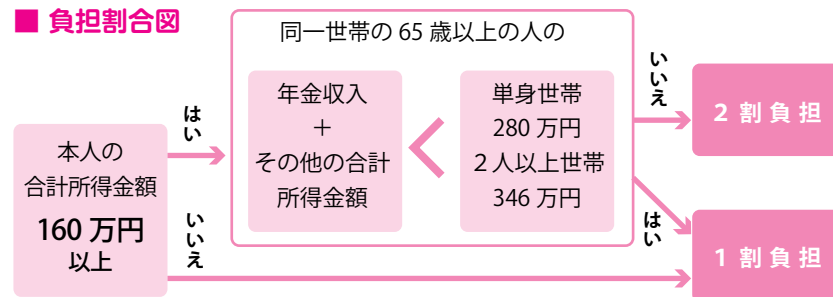 ■ 負担割合図
同一世帯の 65 歳以上の人の
本人の
合計所得金額
160 万円
以上
はい
いいえ
年金収入
+
その他の合計
所得金額
<
単身世帯
280 万円
2人以上世帯
346 万円
いいえ
はい
2 割 負 担
1 割 負 担